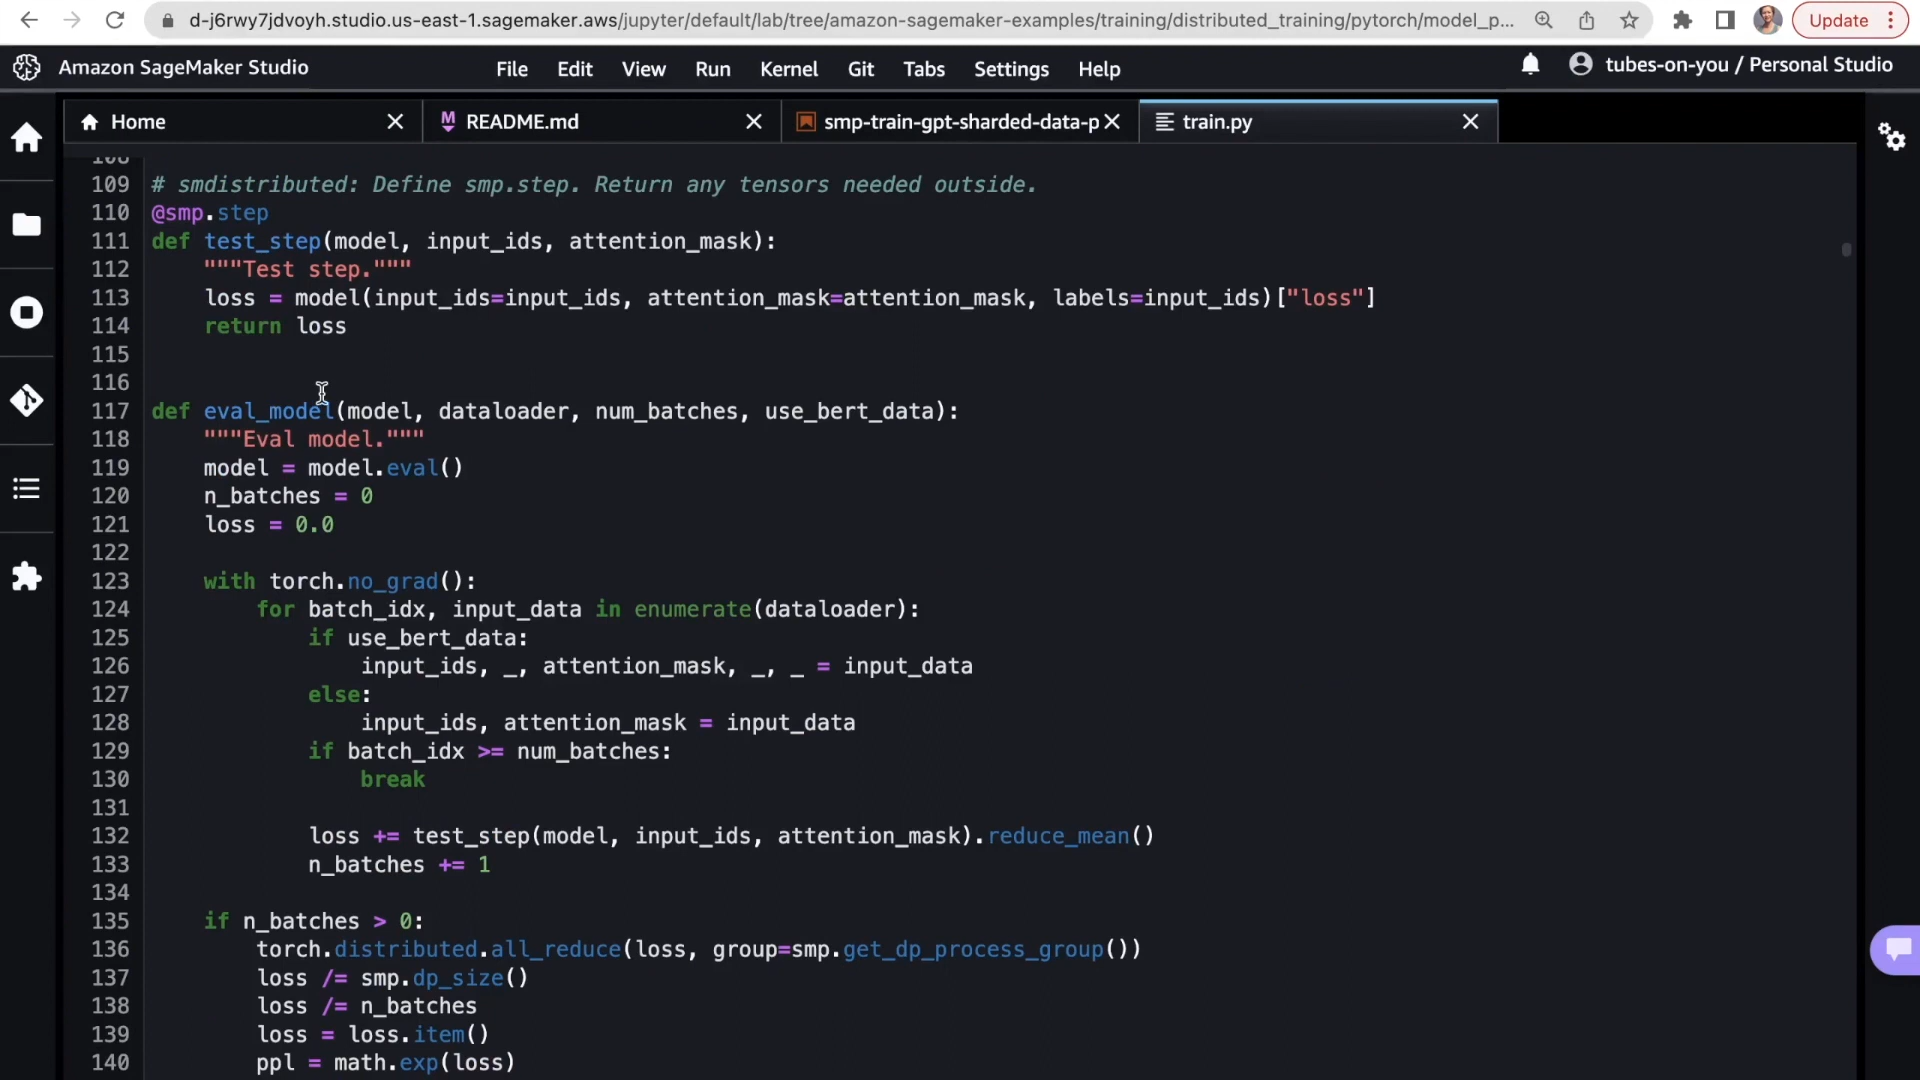 d-j6rwy7jdvoyh.studio.us-east-1.sagemaker.aws/jupyter/default/lab/tree/amazon-sagemaker-examples/training/distributed_training/pytorch/model_p...
Update
Amazon SageMaker Studio
File Edit View Run Kernel Git Tabs Settings Help
tubes-on-you / Personal Studio
Home
README.md
smp-train-gpt-sharded-data-p
train.py
108
109 # smdistributed: Define smp.step. Return any tensors needed outside.
110 @smp.step
111 def test_step(model, input_ids, attention_mask):
112     """Test step."""
113     loss = model(input_ids=input_ids, attention_mask=attention_mask, labels=input_ids)["loss"]
114     return loss
115
116
117 def eval_model(model, dataloader, num_batches, use_bert_data):
118     """Eval model."""
119     model = model.eval()
120     n_batches = 0
121     loss = 0.0
122
123     with torch.no_grad():
124         for batch_idx, input_data in enumerate(dataloader):
125             if use_bert_data:
126                 input_ids, _, attention_mask, _, _ = input_data
127             else:
128                 input_ids, attention_mask = input_data
129             if batch_idx >= num_batches:
130                 break
131
132             loss += test_step(model, input_ids, attention_mask).reduce_mean()
133             n_batches += 1
134
135     if n_batches > 0:
136         torch.distributed.all_reduce(loss, group=smp.get_dp_process_group())
137         loss /= smp.dp_size()
138         loss /= n_batches
139         loss = loss.item()
140         ppl = math.exp(loss)